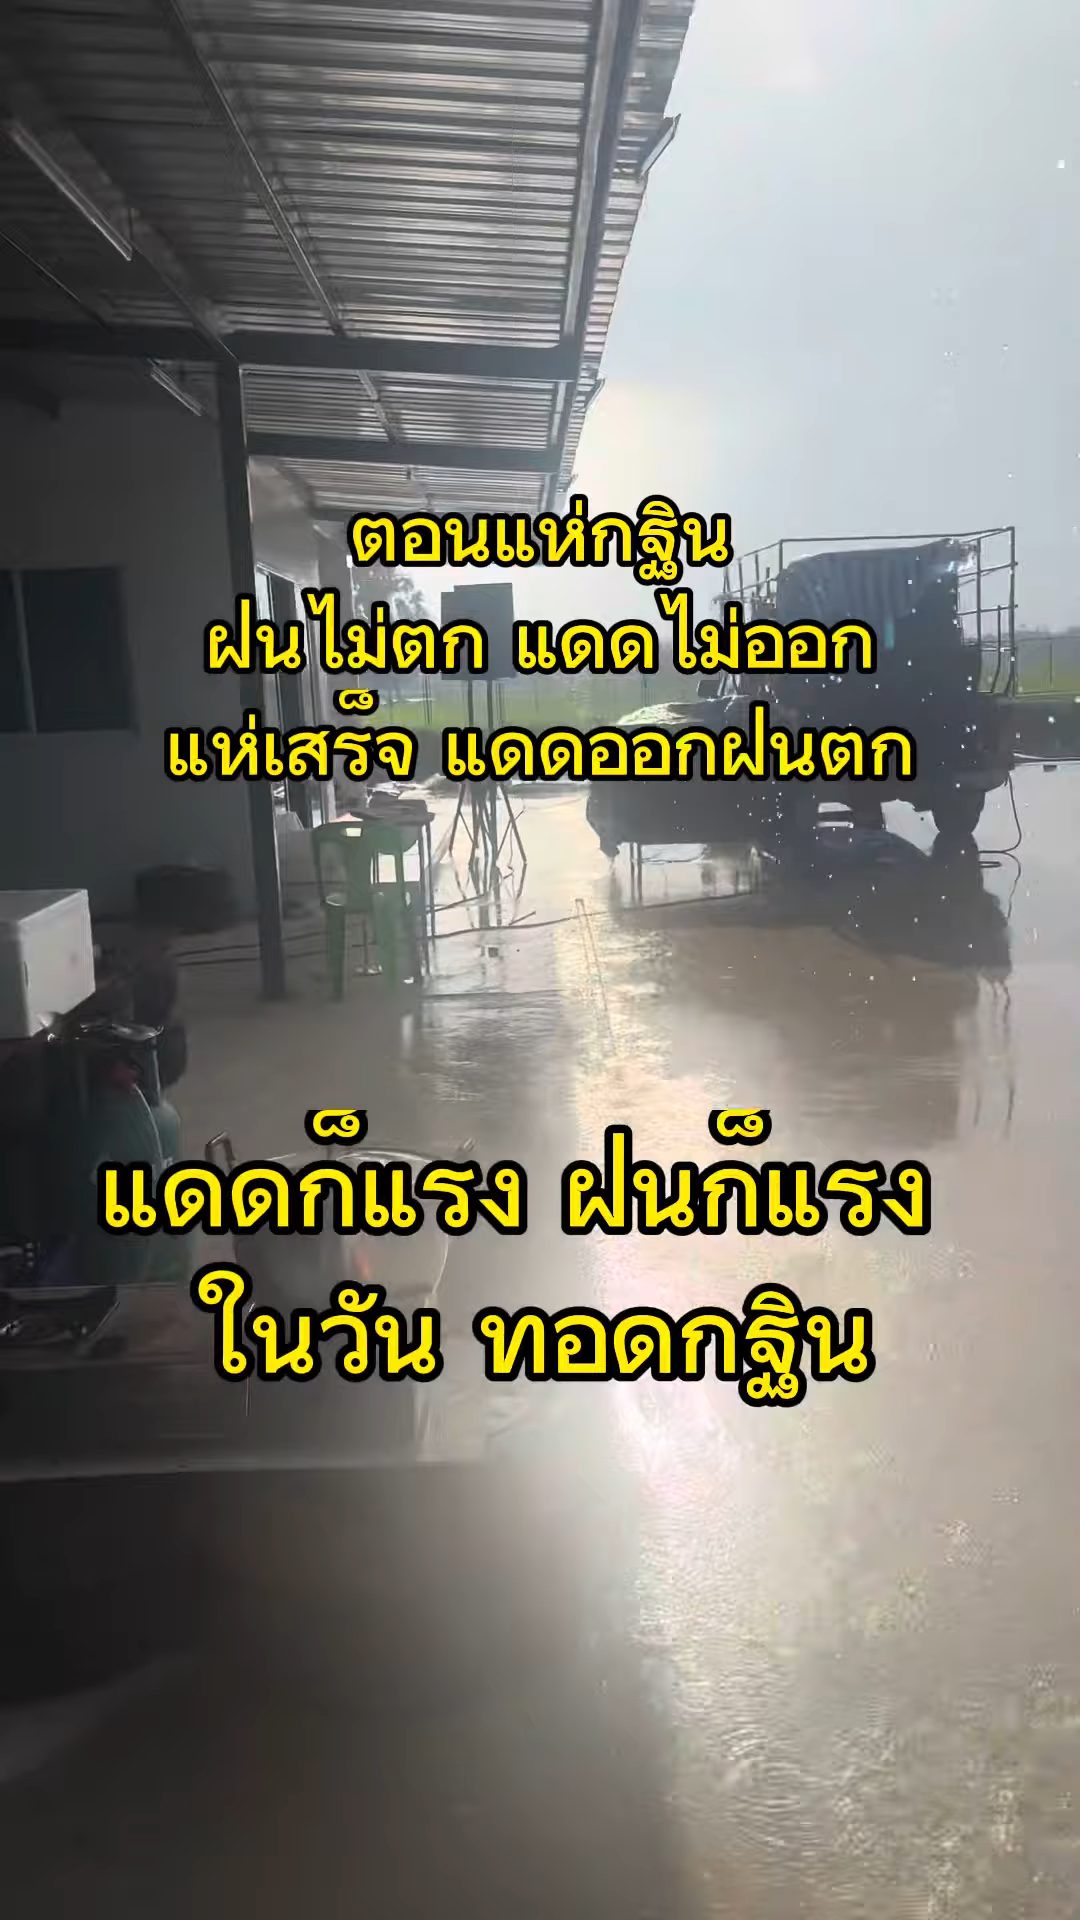 ตอนแห่กฐิน
ฝนไม่ตก แดดไม่ออก
แห่เสร็จ แดดออกฝนตก
แดดก็แรง ฝนก็แรง
ในวัน ทอดกฐิน